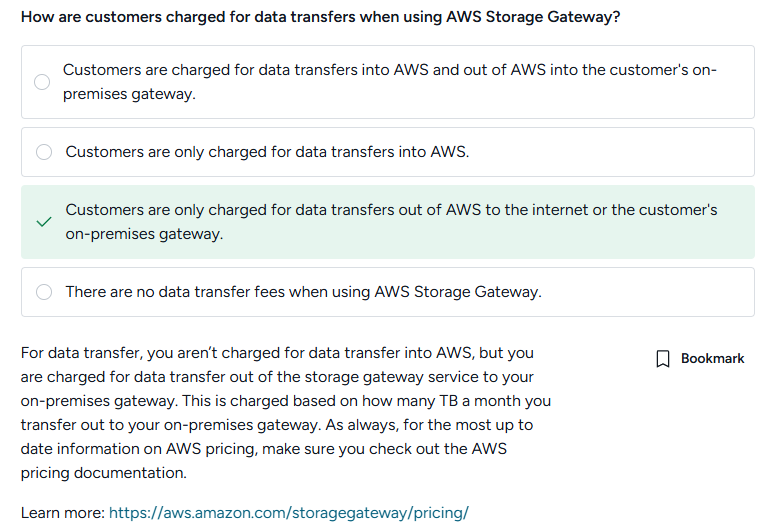 How are customers charged for data transfers when using AWS Storage Gateway?
Customers are charged for data transfers into AWS and out of AWS into the customer's on-
premises gateway.
Customers are only charged for data transfers into AWS.
Customers are only charged for data transfers out of AWS to the internet or the customer's
on-premises gateway.
There are no data transfer fees when using AWS Storage Gateway.
For data transfer, you aren't charged for data transfer into AWS, but you
are charged for data transfer out of the storage gateway service to your
on-premises gateway. This is charged based on how many TB a month you
transfer out to your on-premises gateway. As always, for the most up to
date information on AWS pricing, make sure you check out the AWS
pricing documentation.
Bookmark
Learn more: https://aws.amazon.com/storagegateway/pricing/